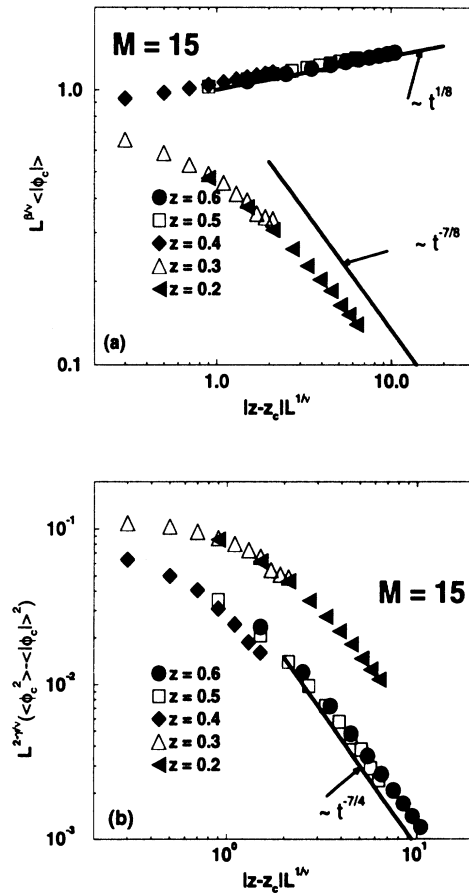 M = 15
1.0
~ t^{1/8}
L^{β/ν}<|ϕ_c|>
z = 0.6
z = 0.5
z = 0.4
z = 0.3
z = 0.2
~ t^{-7/8}
(a)
0.1
1.0
10.0
|z-z_c|L^{1/ν}
10^{-1}
M = 15
L^{2-γ/ν}(<ϕ_c^2>-<|ϕ_c|>^2)
10^{-2}
z = 0.6
z = 0.5
z = 0.4
z = 0.3
z = 0.2
~ t^{-7/4}
(b)
10^{-3}
10^0
10^1
|z-z_c|L^{1/ν}